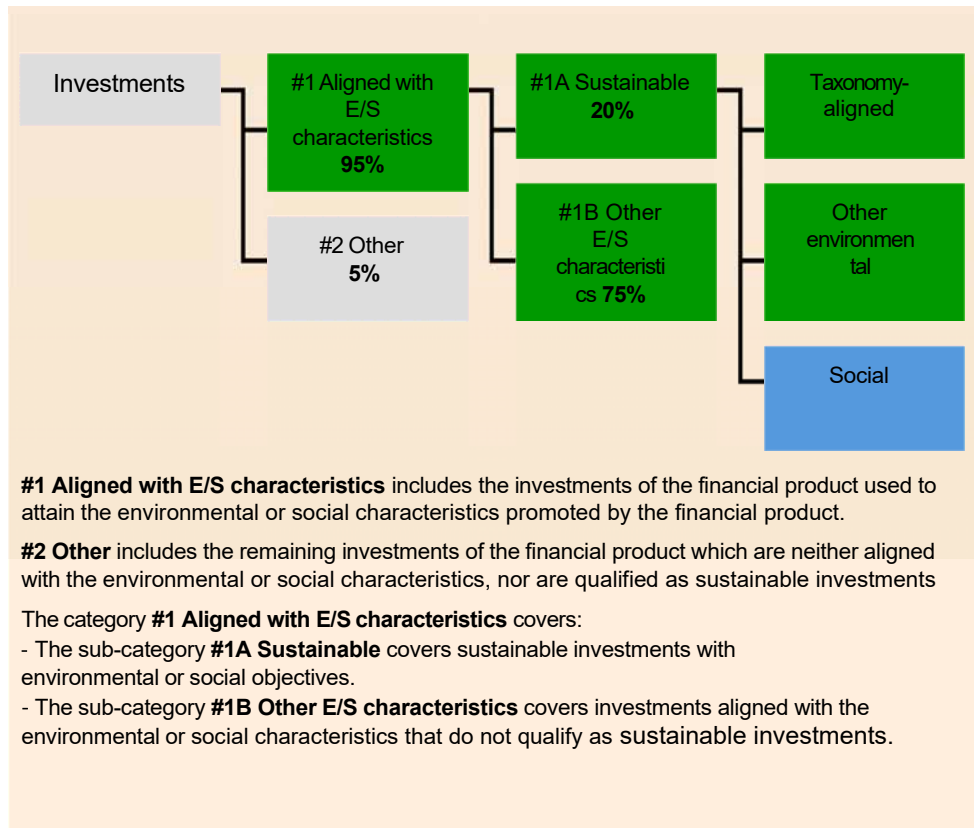 Investments
#1 Aligned with
E/S
characteristics
95%
#2 Other
5%
#1A Sustainable
20%
#1B Other
E/S
characteristi
cs 75%
Taxonomy-
aligned
Other
environmen
tal
Social
#1 Aligned with E/S characteristics includes the investments of the financial product used to
attain the environmental or social characteristics promoted by the financial product.
#2 Other includes the remaining investments of the financial product which are neither aligned
with the environmental or social characteristics, nor are qualified as sustainable investments
The category #1 Aligned with E/S characteristics covers:
- The sub-category #1A Sustainable covers sustainable investments with
environmental or social objectives.
- The sub-category #1B Other E/S characteristics covers investments aligned with the
environmental or social characteristics that do not qualify as sustainable investments.